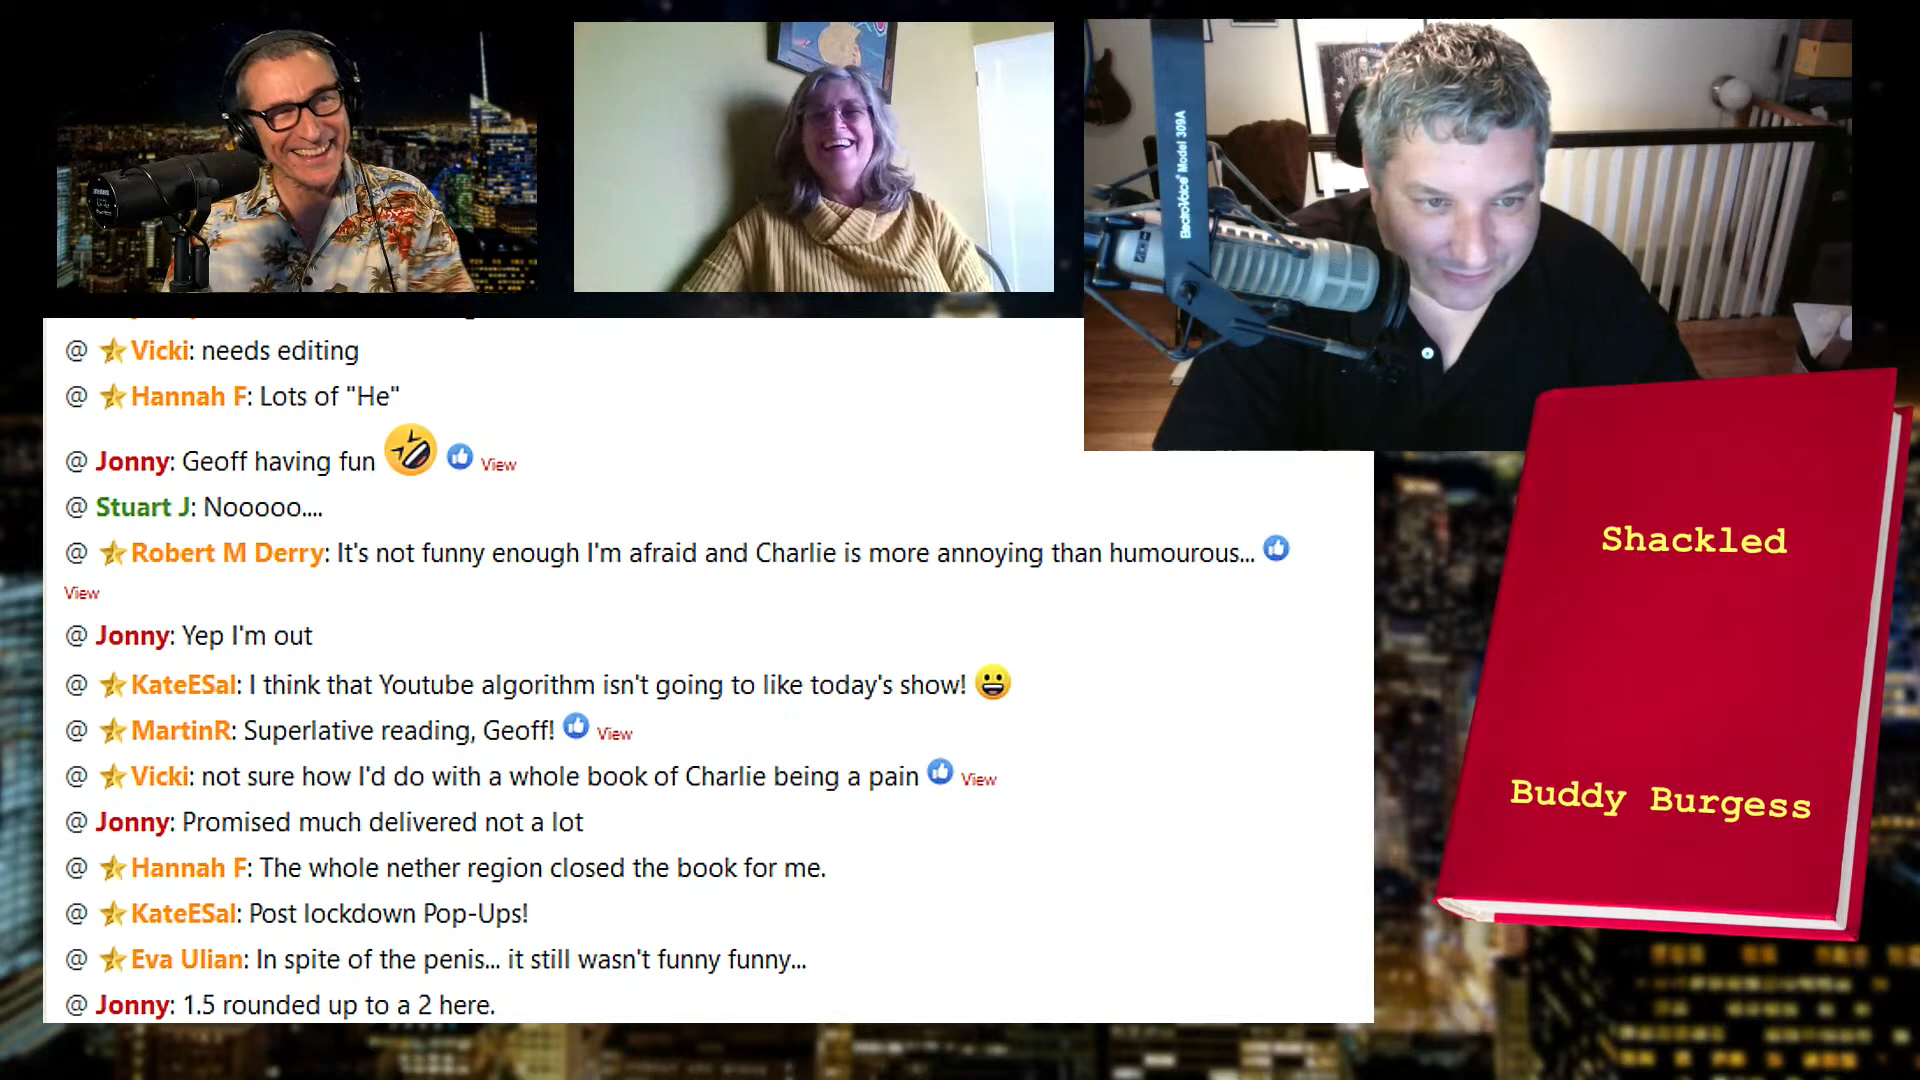 ElectroVoice® Model 309A
@ Vicki: needs editing
@ Hannah F: Lots of "He"
@ Jonny: Geoff having fun View
@ Stuart J: Nooooo....
@ Robert M Derry: It's not funny enough I'm afraid and Charlie is more annoying than humourous...
View
@ Jonny: Yep I'm out
@ KateESal: I think that Youtube algorithm isn't going to like today's show!
@ MartinR: Superlative reading, Geoff! View
@ Vicki: not sure how I'd do with a whole book of Charlie being a pain View
@ Jonny: Promised much delivered not a lot
@ Hannah F: The whole nether region closed the book for me.
@ KateESal: Post lockdown Pop-Ups!
@ Eva Ulian: In spite of the penis... it still wasn't funny funny...
@ Jonny: 1.5 rounded up to a 2 here.
Shackled
Buddy Burgess